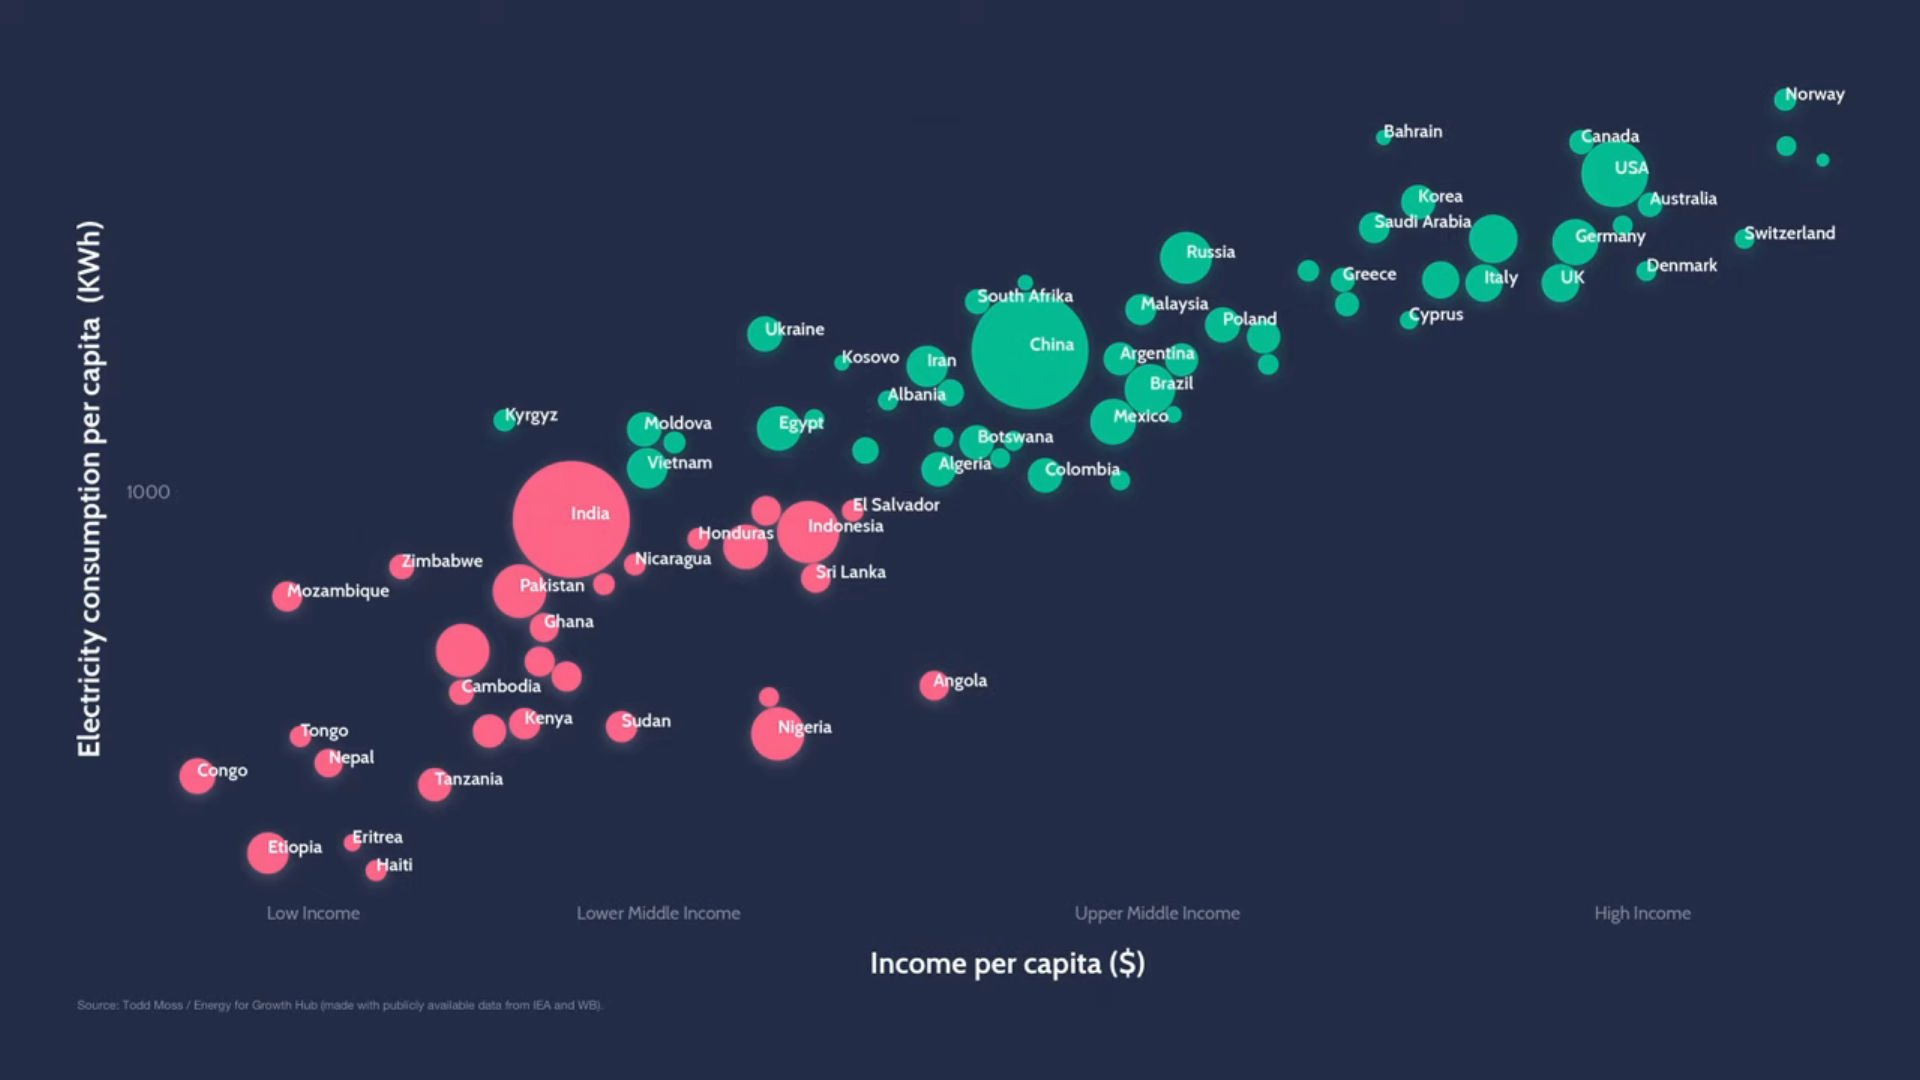 Norway
Bahrain
Canada
USA
Korea
Australia
Saudi Arabia
Germany
Switzerland
Russia
Denmark
Greece
Italy
UK
South Afrika
Malaysia
Cyprus
Poland
Ukraine
China
Kosovo
Iran
Argentina
Brazil
Albania
Kyrgyz
Moldova
Egypt
Mexico
Botswana
Vietnam
Algeria
Colombia
1000
India
El Salvador
Indonesia
Honduras
Nicaragua
Zimbabwe
Sri Lanka
Pakistan
Mozambique
Ghana
Angola
Cambodia
Kenya
Sudan
Nigeria
Tongo
Nepal
Congo
Tanzania
Eritrea
Etiopia
Haiti
Electricity consumption per capita (KWh)
Low Income
Lower Middle Income
Upper Middle Income
High Income
Income per capita ($)
Source: Todd Moss / Energy for Growth Hub (made with publicly available data from IEA and WB).